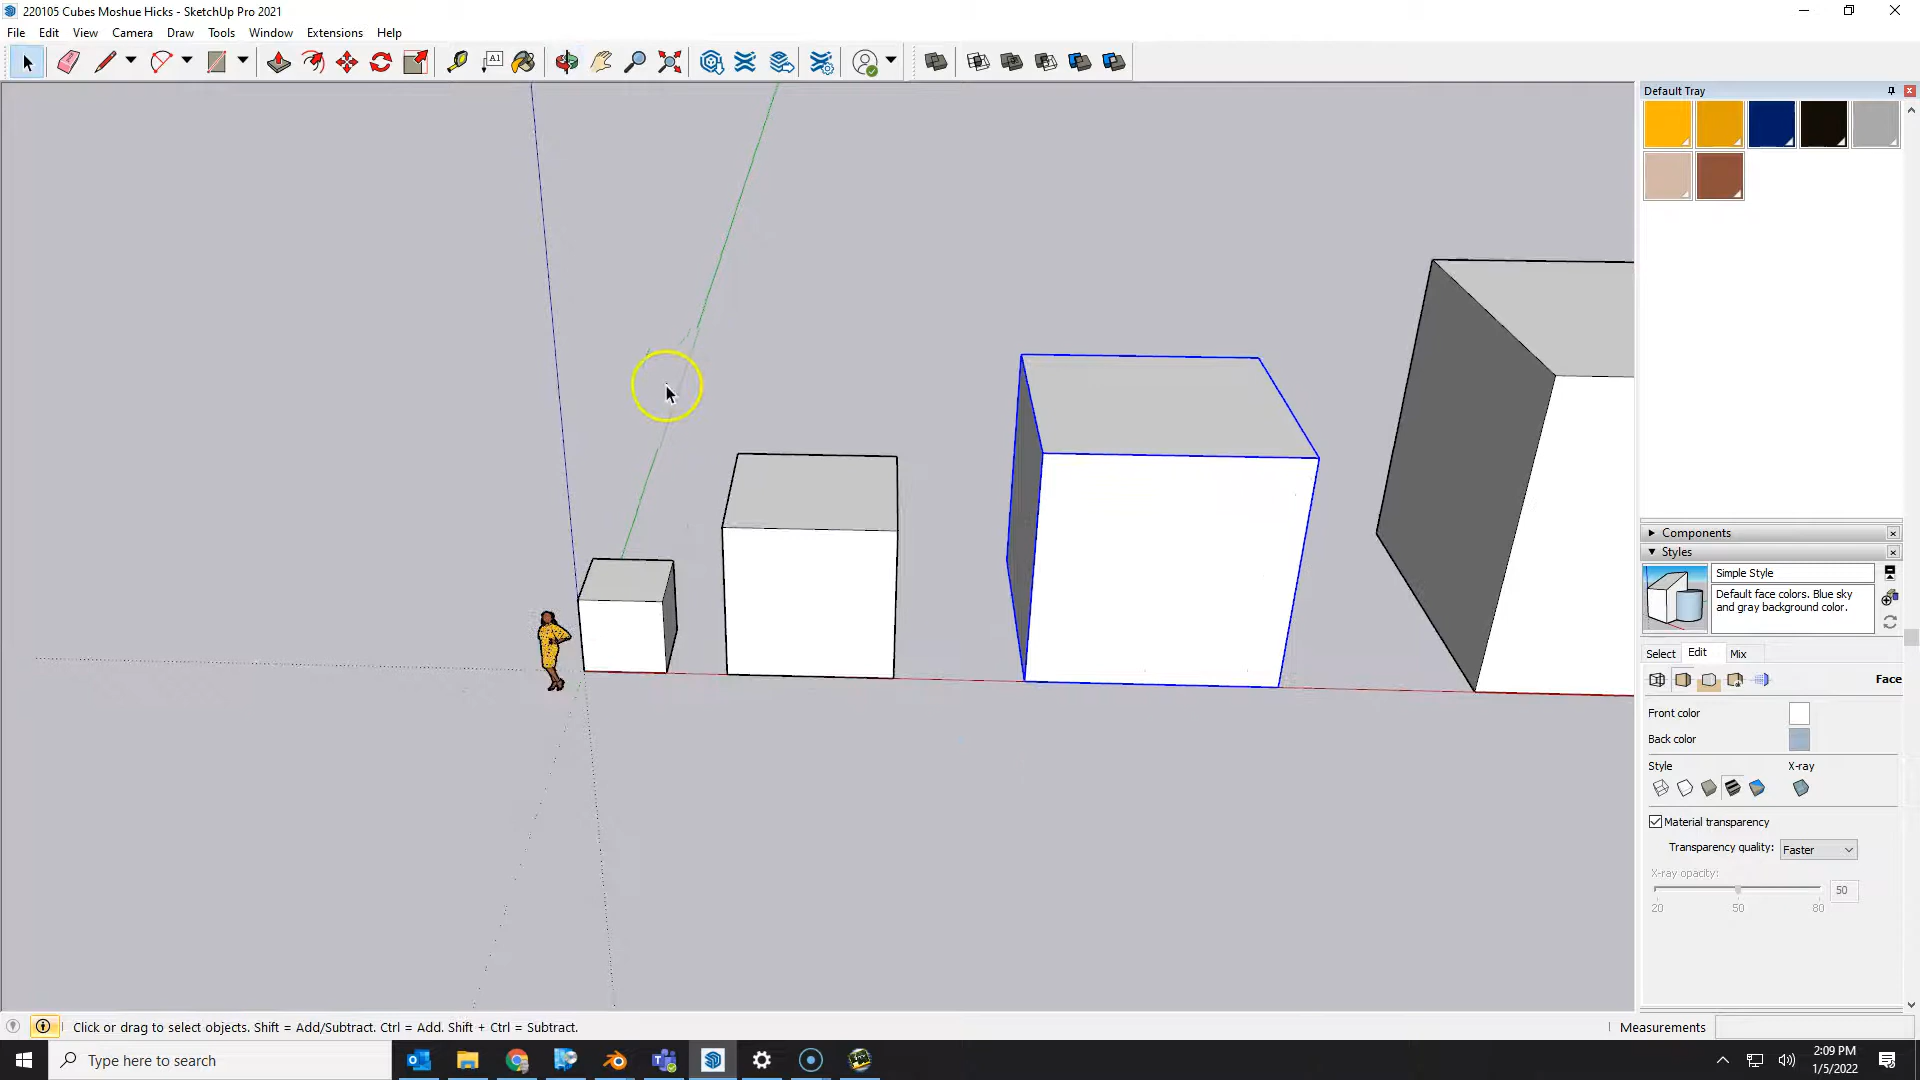 220105 Cubes Moshue Hicks - SketchUp Pro 2021
File Edit View Camera Draw Tools Window Extensions Help
A1
Default Tray
Components
Styles
Simple Style
Default face colors. Blue sky
and gray background color.
Select Edit Mix
Face
Front color
Back color
Style X-ray
Material transparency
Transparency quality: Faster
X-ray opacity:
50
20 50 80
Click or drag to select objects. Shift = Add/Subtract. Ctrl = Add. Shift + Ctrl = Subtract.
Measurements
Type here to search
2:09 PM
1/5/2022